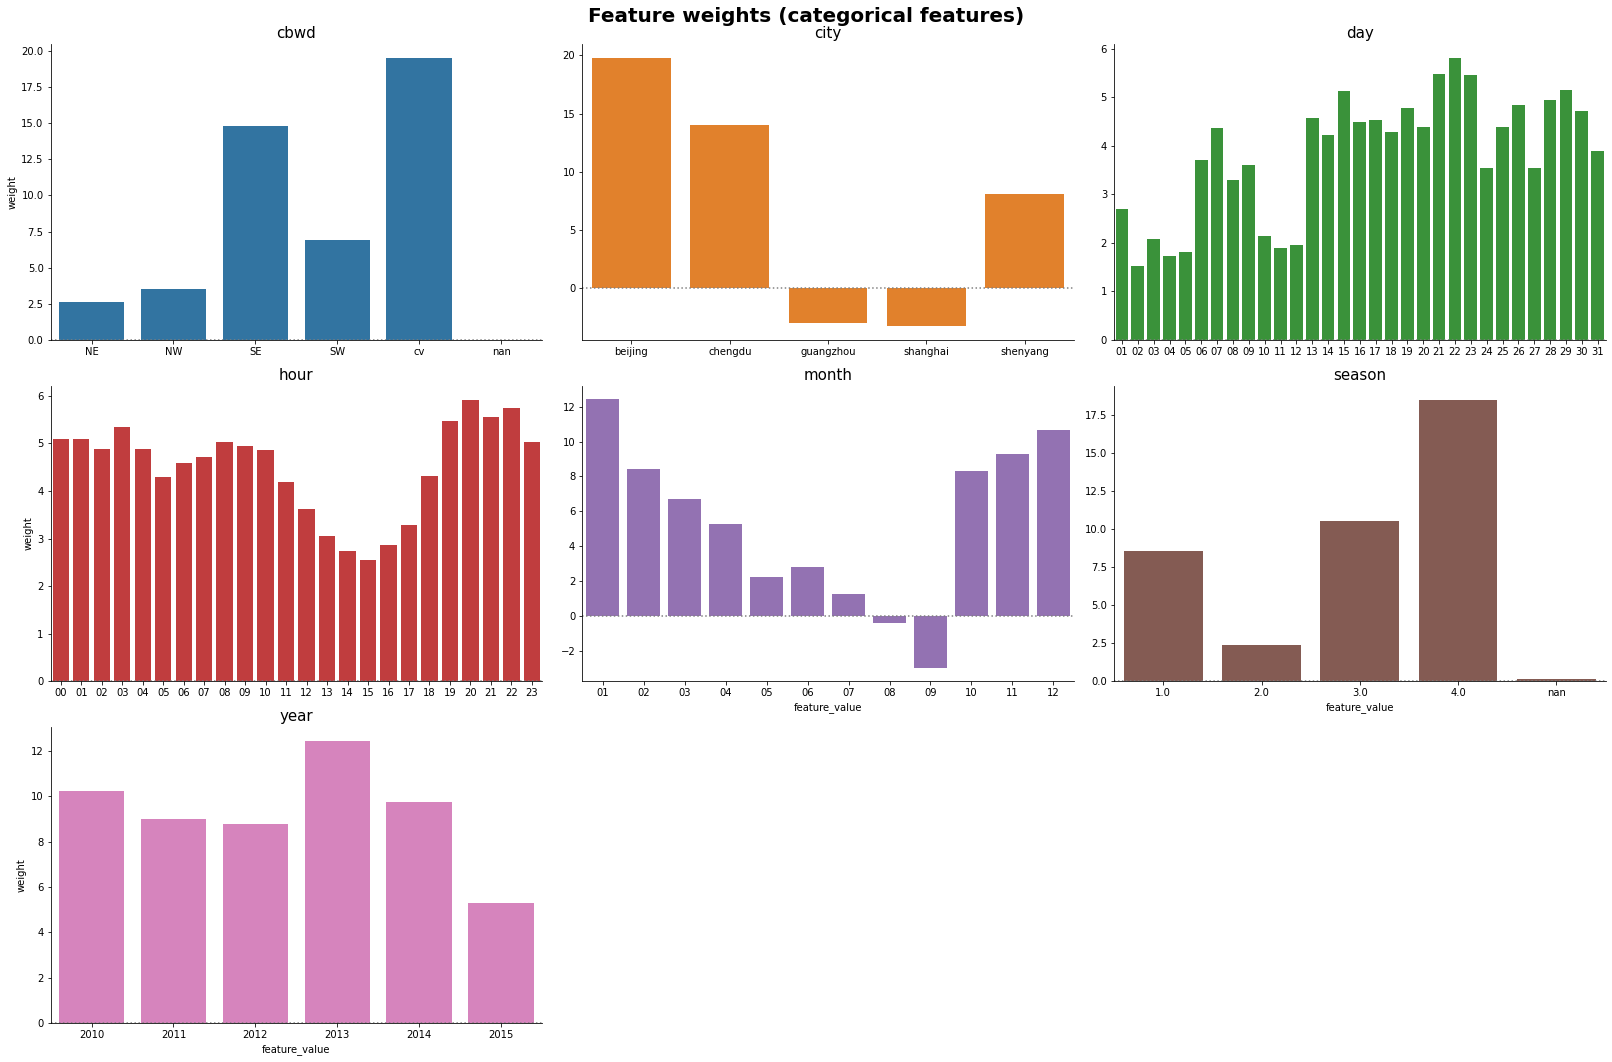 Feature weights (categorical features)
cbwd
20.0
17.5
15.0
12.5
10.0
7.5
5.0
2.5
0.0
weight
NE NW SE SW cv nan
city
20
15
10
5
0
beijing chengdu guangzhou shanghai shenyang
day
6
5
4
3
2
1
0
01 02 03 04 05 06 07 08 09 10 11 12 13 14 15 16 17 18 19 20 21 22 23 24 25 26 27 28 29 30 31
hour
6
5
4
3
2
1
0
weight
00 01 02 03 04 05 06 07 08 09 10 11 12 13 14 15 16 17 18 19 20 21 22 23
month
12
10
8
6
4
2
0
−2
01 02 03 04 05 06 07 08 09 10 11 12
feature_value
season
17.5
15.0
12.5
10.0
7.5
5.0
2.5
0.0
1.0 2.0 3.0 4.0 nan
feature_value
year
12
10
8
6
4
2
0
weight
2010 2011 2012 2013 2014 2015
feature_value